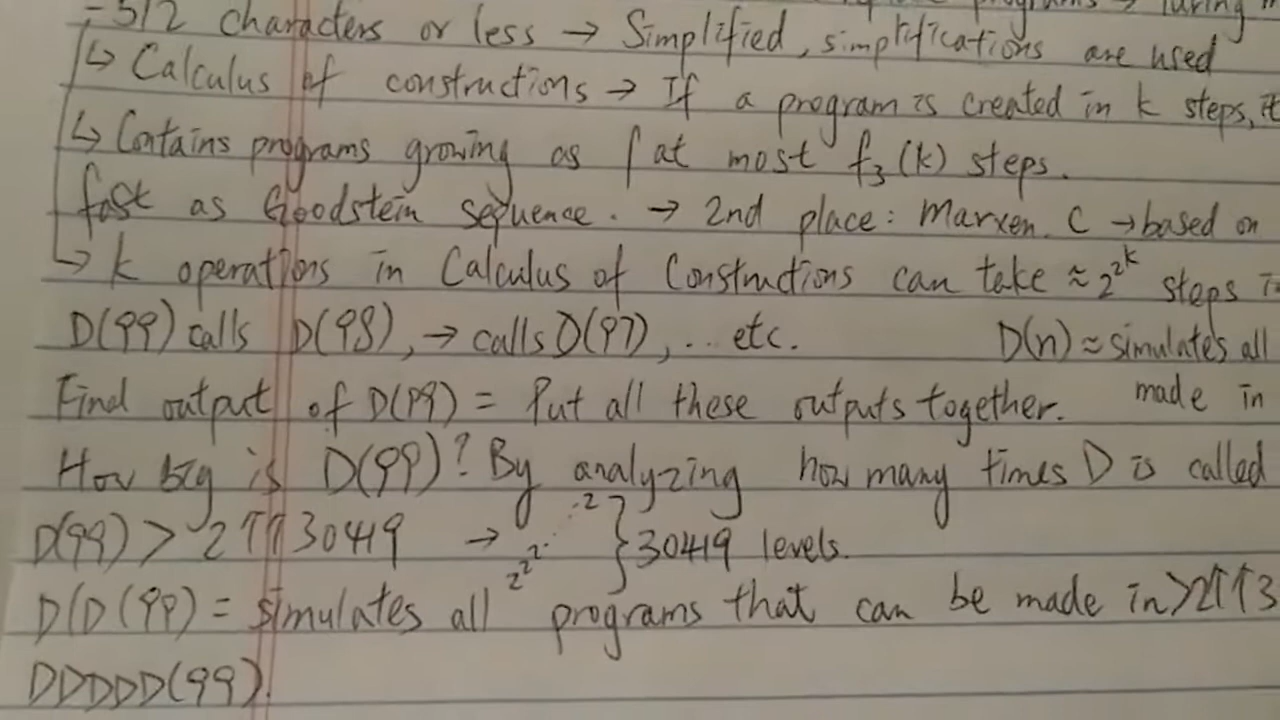 -512 characters or less → Simplified, simplifications are used
↳ Calculus of constructions → If a program is created in k steps, it
↳ Contains programs growing as at most f₃(k) steps.
fast as Goodstein sequence. → 2nd place: Marxen. C → based on
↳ k operations in Calculus of Constructions can take ≈ 2^2^k steps
D(99) calls D(98), → calls D(97), ... etc. D(n) ≈ simulates all
Find output of D(99) = Put all these outputs together. made in
How big is D(99)? By analyzing how many times D is called
D(99) > 2↑↑30419 → 2^2^2^...^2 } 30419 levels.
D(D(99) = simulates all programs that can be made in >2↑↑3
DDDDD(99).